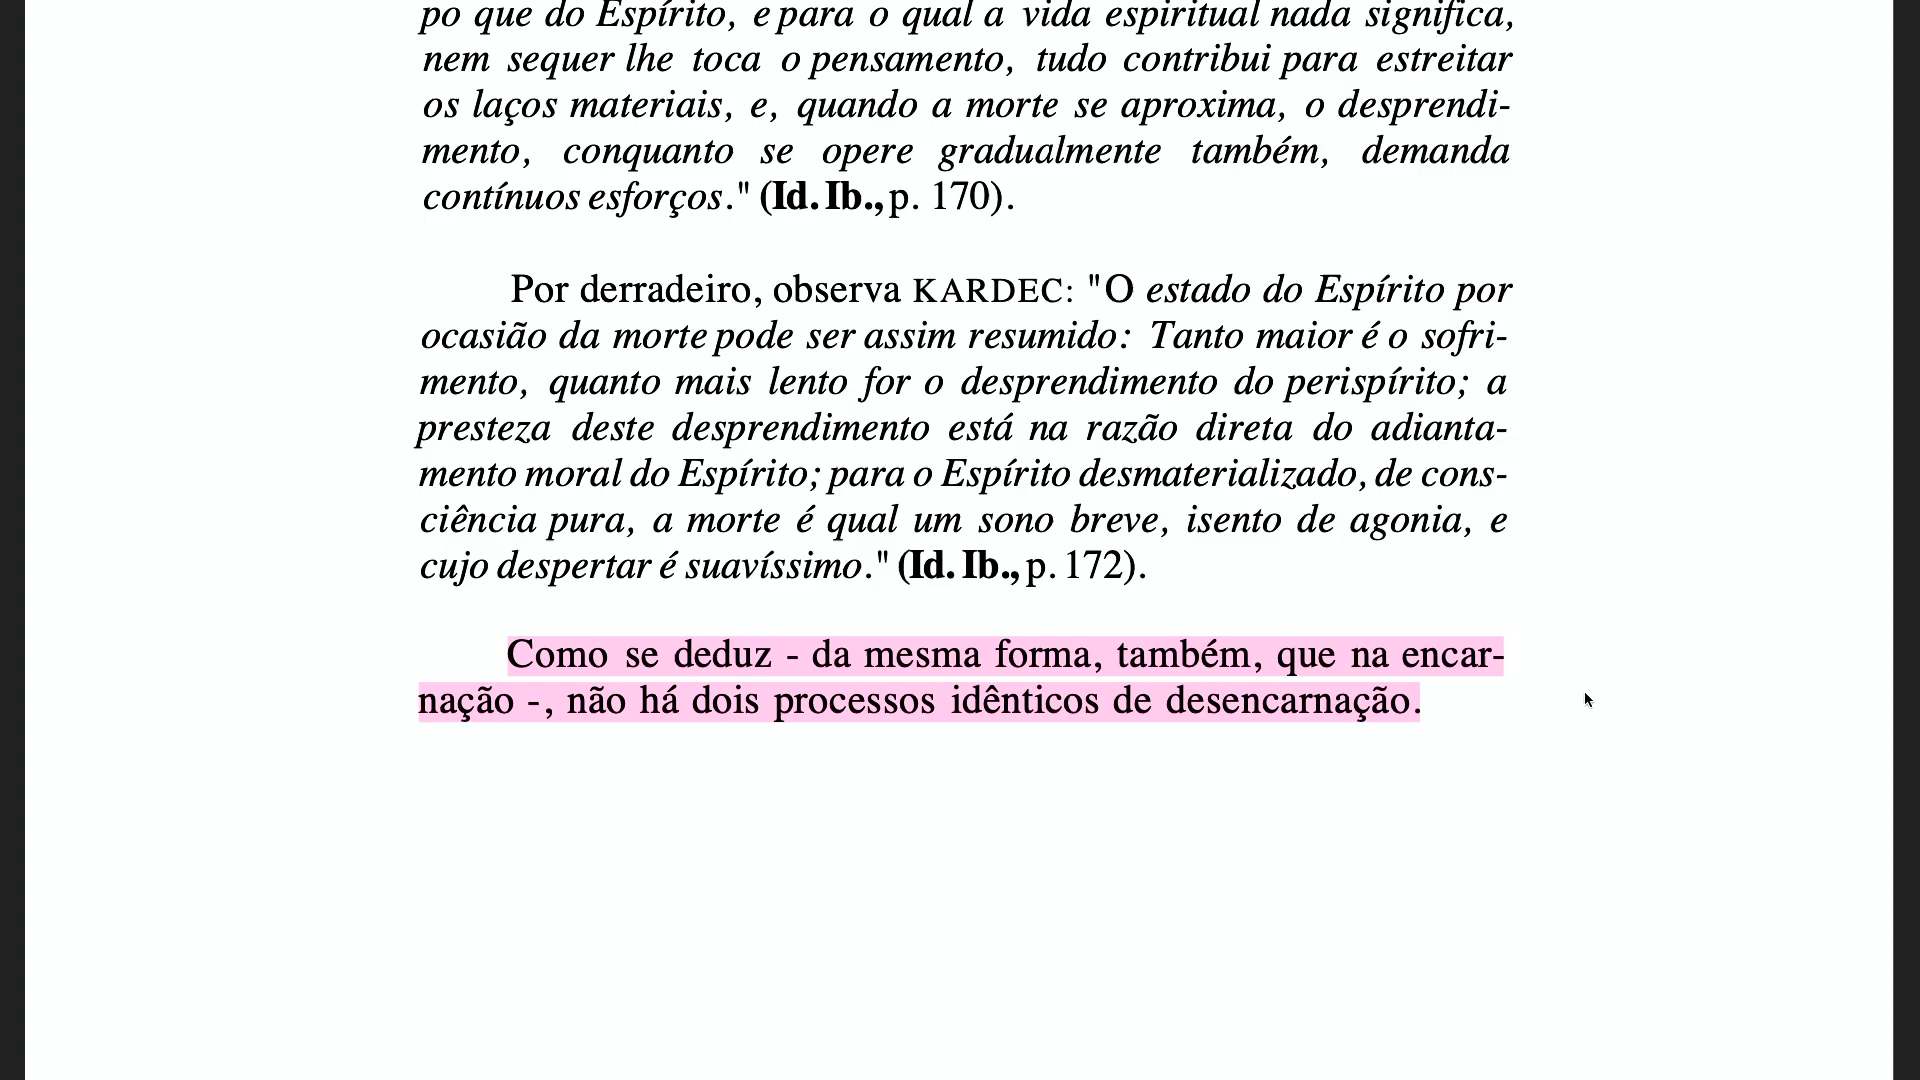 po que do Espírito, e para o qual a vida espiritual nada significa,
nem sequer lhe toca o pensamento, tudo contribui para estreitar
os laços materiais, e, quando a morte se aproxima, o desprendi-
mento, conquanto se opere gradualmente também, demanda
contínuos esforços." (Id. Ib., p. 170).
Por derradeiro, observa KARDEC: "O estado do Espírito por
ocasião da morte pode ser assim resumido: Tanto maior é o sofri-
mento, quanto mais lento for o desprendimento do perispírito; a
presteza deste desprendimento está na razão direta do adianta-
mento moral do Espírito; para o Espírito desmaterializado, de cons-
ciência pura, a morte é qual um sono breve, isento de agonia, e
cujo despertar é suavíssimo." (Id. Ib., p. 172).
Como se deduz - da mesma forma, também, que na encar-
nação -, não há dois processos idênticos de desencarnação.